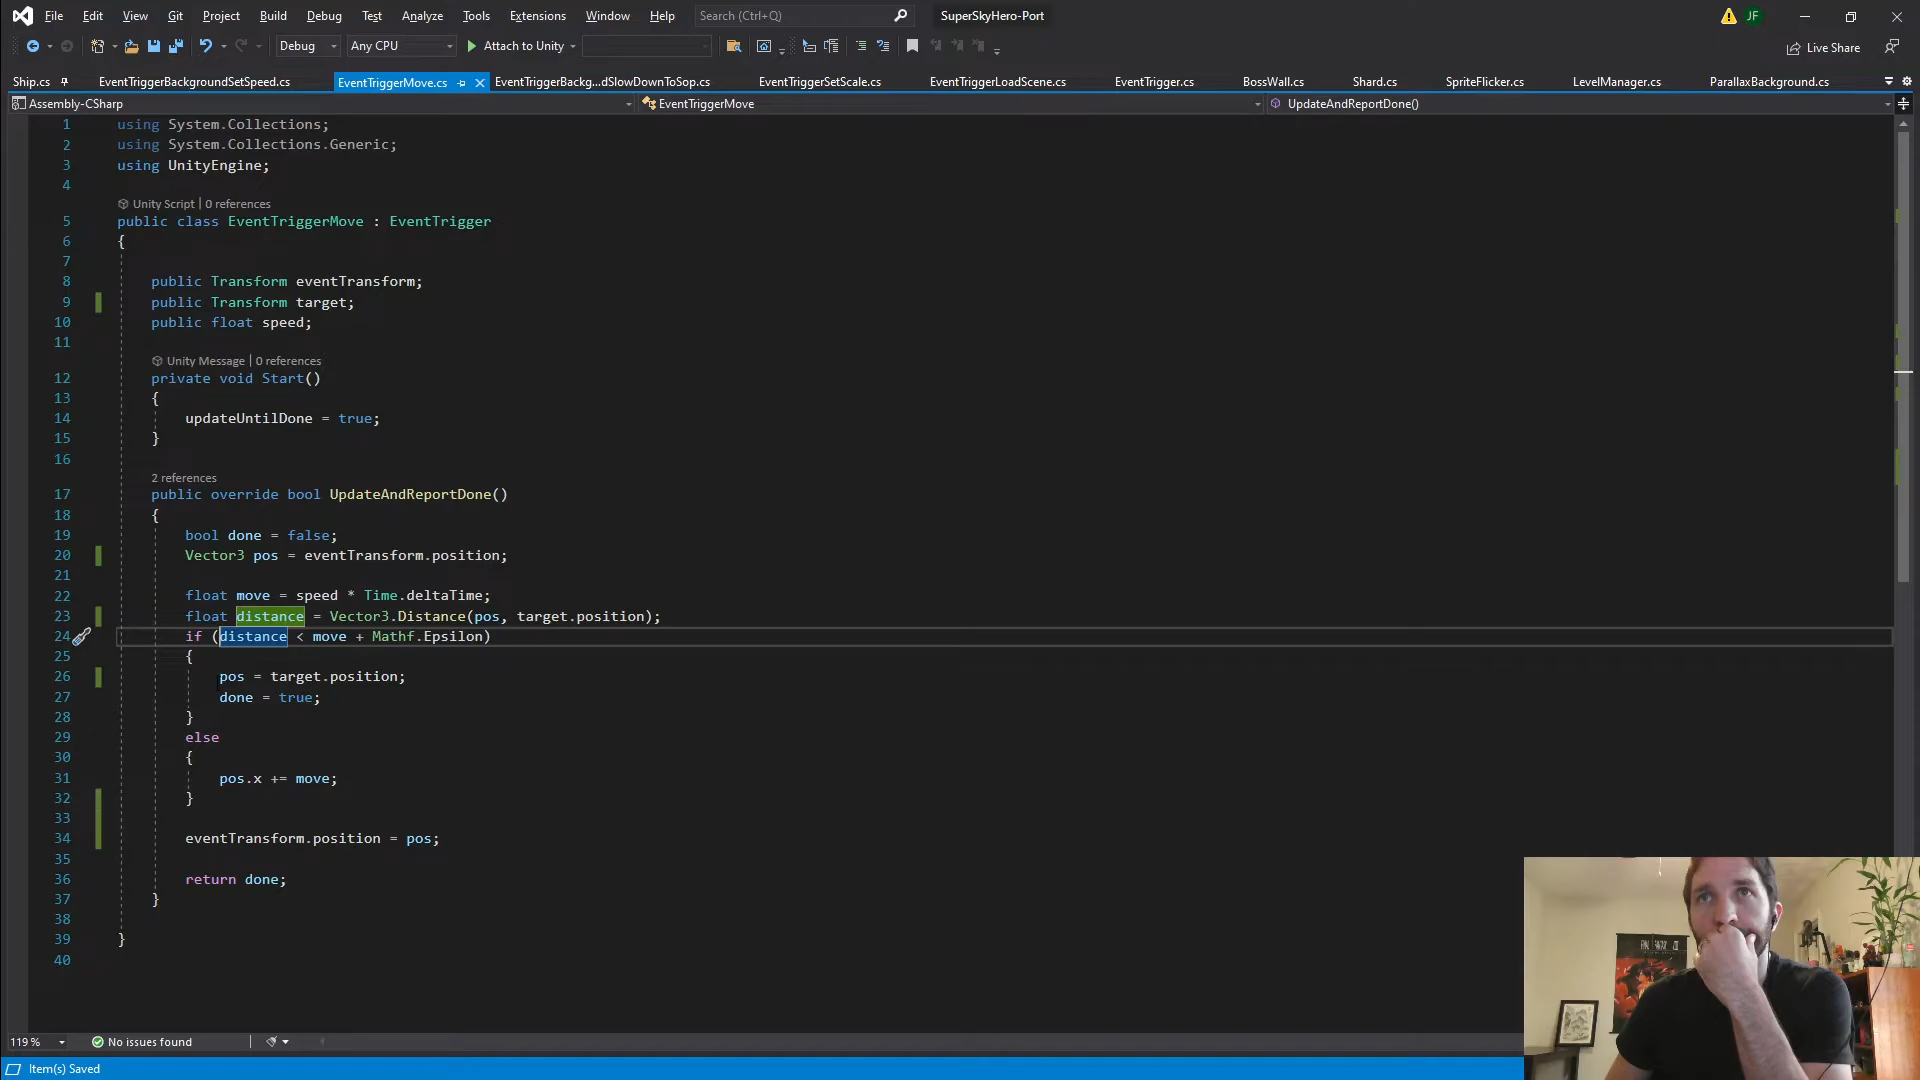 File Edit View Git Project Build Debug Test Analyze Tools Extensions Window Help Search (Ctrl+Q) SuperSkyHero-Port JF
Debug Any CPU Attach to Unity Live Share
Ship.cs EventTriggerBackgroundSetSpeed.cs EventTriggerMove.cs EventTriggerBackg...dSlowDownToSop.cs EventTriggerSetScale.cs EventTriggerLoadScene.cs EventTrigger.cs BossWall.cs Shard.cs SpriteFlicker.cs LevelManager.cs ParallaxBackground.cs
Assembly-CSharp EventTriggerMove UpdateAndReportDone()
1 using System.Collections;
2 using System.Collections.Generic;
3 using UnityEngine;
4
Unity Script | 0 references
5 public class EventTriggerMove : EventTrigger
6 {
7
8 public Transform eventTransform;
9 public Transform target;
10 public float speed;
11
Unity Message | 0 references
12 private void Start()
13 {
14 updateUntilDone = true;
15 }
16
2 references
17 public override bool UpdateAndReportDone()
18 {
19 bool done = false;
20 Vector3 pos = eventTransform.position;
21
22 float move = speed * Time.deltaTime;
23 float distance = Vector3.Distance(pos, target.position);
24 if (distance < move + Mathf.Epsilon)
25 {
26 pos = target.position;
27 done = true;
28 }
29 else
30 {
31 pos.x += move;
32 }
33
34 eventTransform.position = pos;
35
36 return done;
37 }
38
39 }
40
119 % No issues found
Item(s) Saved